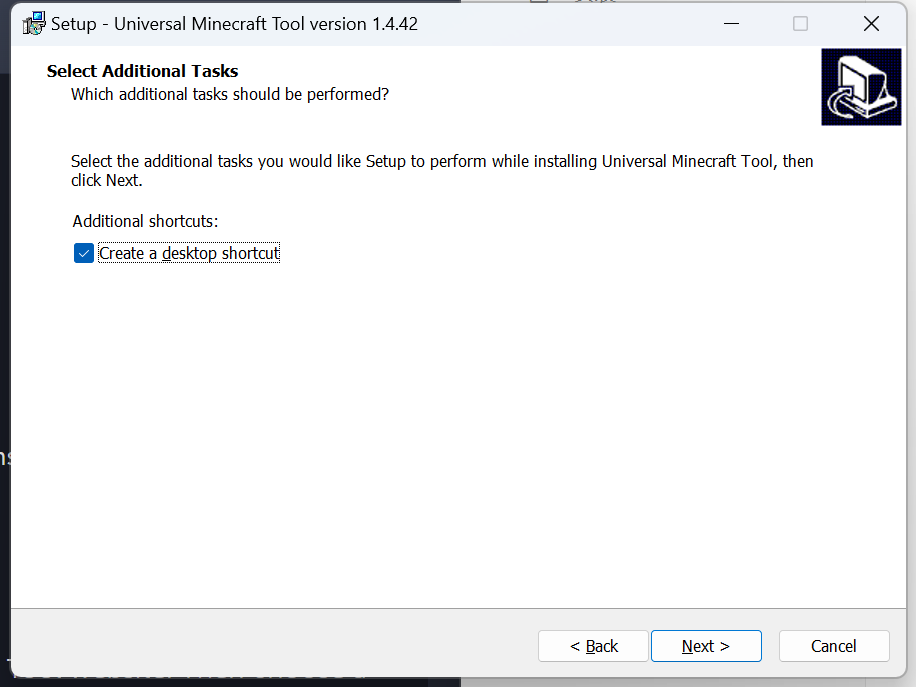 Setup - Universal Minecraft Tool version 1.4.42
Select Additional Tasks
Which additional tasks should be performed?
Select the additional tasks you would like Setup to perform while installing Universal Minecraft Tool, then
click Next.
Additional shortcuts:
Create a desktop shortcut
< Back
Next >
Cancel